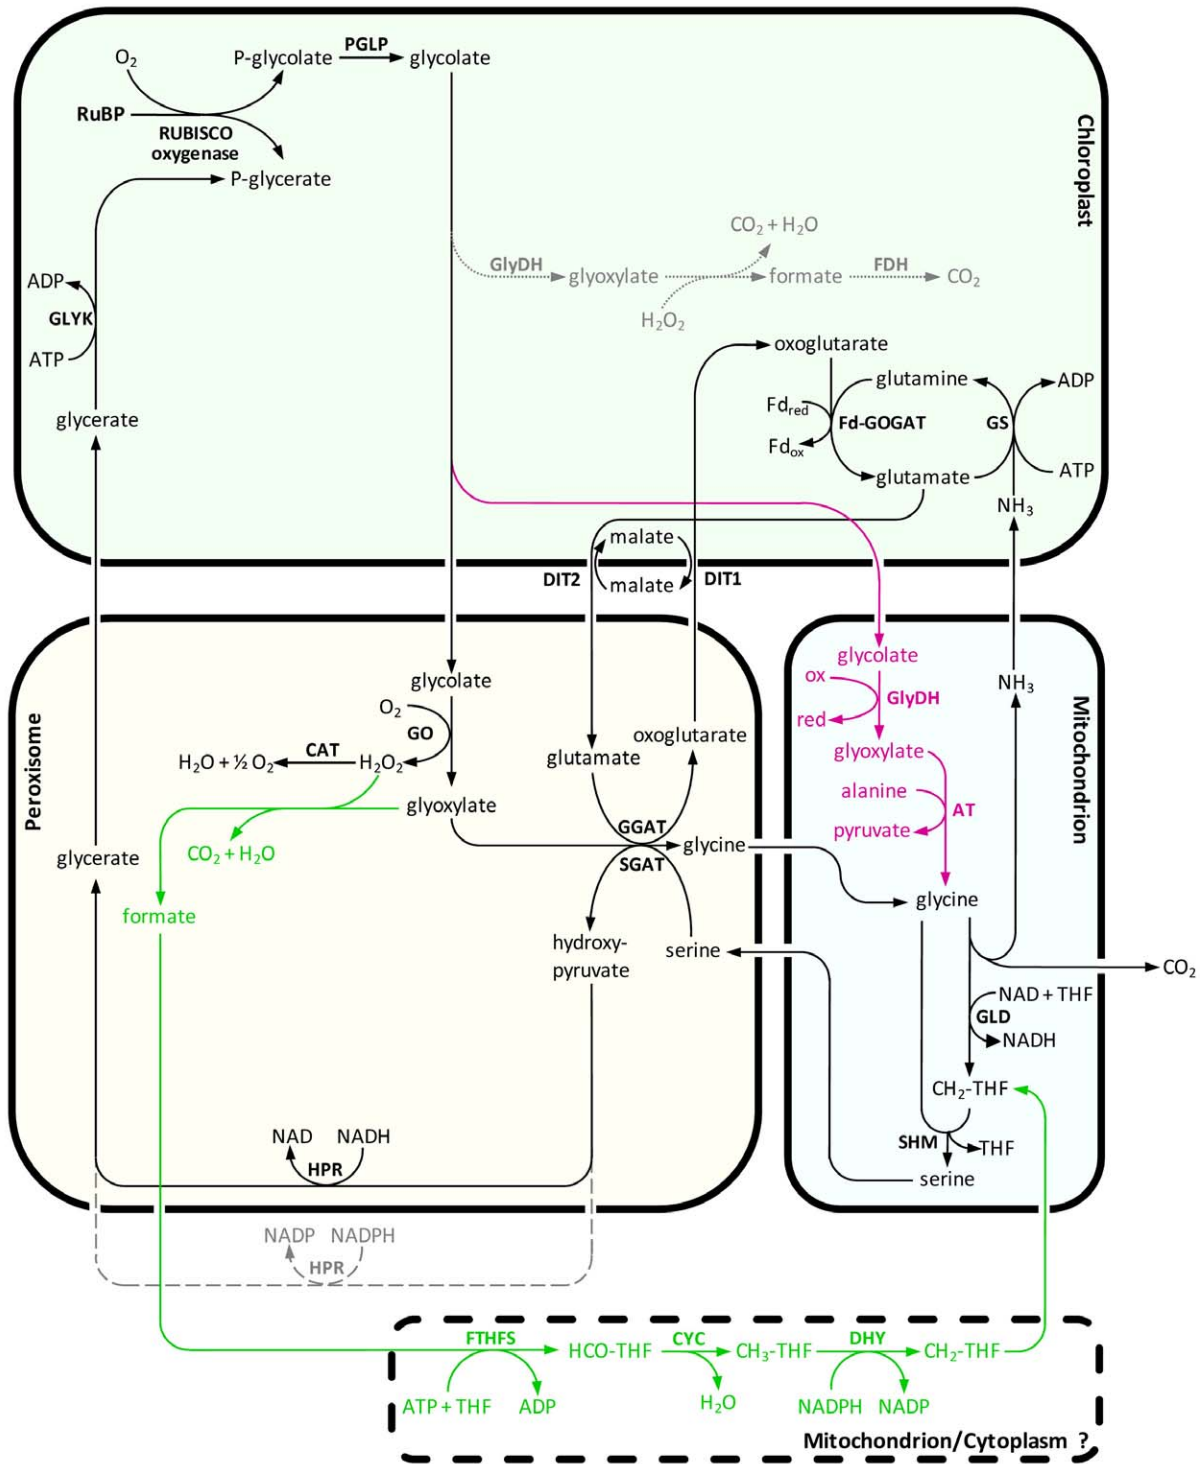 O₂
P-glycolate
PGLP
glycolate
RuBP
RUBISCO
oxygenase
P-glycerate
Chloroplast
CO₂ + H₂O
GlyDH
glyoxylate
formate
FDH
CO₂
H₂O₂
ADP
GLYK
ATP
glycerate
oxoglutarate
glutamine
ADP
Fd_red
Fd-GOGAT
GS
Fd_ox
glutamate
ATP
NH₃
malate
DIT2
malate
DIT1
Peroxisome
glycolate
O₂
GO
CAT
H₂O + ½ O₂
H₂O₂
glyoxylate
CO₂ + H₂O
formate
glycerate
glutamate
oxoglutarate
GGAT
SGAT
glycine
hydroxy-
pyruvate
serine
NAD
NADH
HPR
NADP
NADPH
HPR
Mitochondrion
glycolate
ox
GlyDH
red
glyoxylate
alanine
AT
pyruvate
NH₃
glycine
CO₂
NAD + THF
GLD
NADH
CH₂-THF
SHM
THF
serine
FTHFS
HCO-THF
CYC
CH₃-THF
DHY
CH₂-THF
ATP + THF
ADP
H₂O
NADPH
NADP
Mitochondrion/Cytoplasm ?